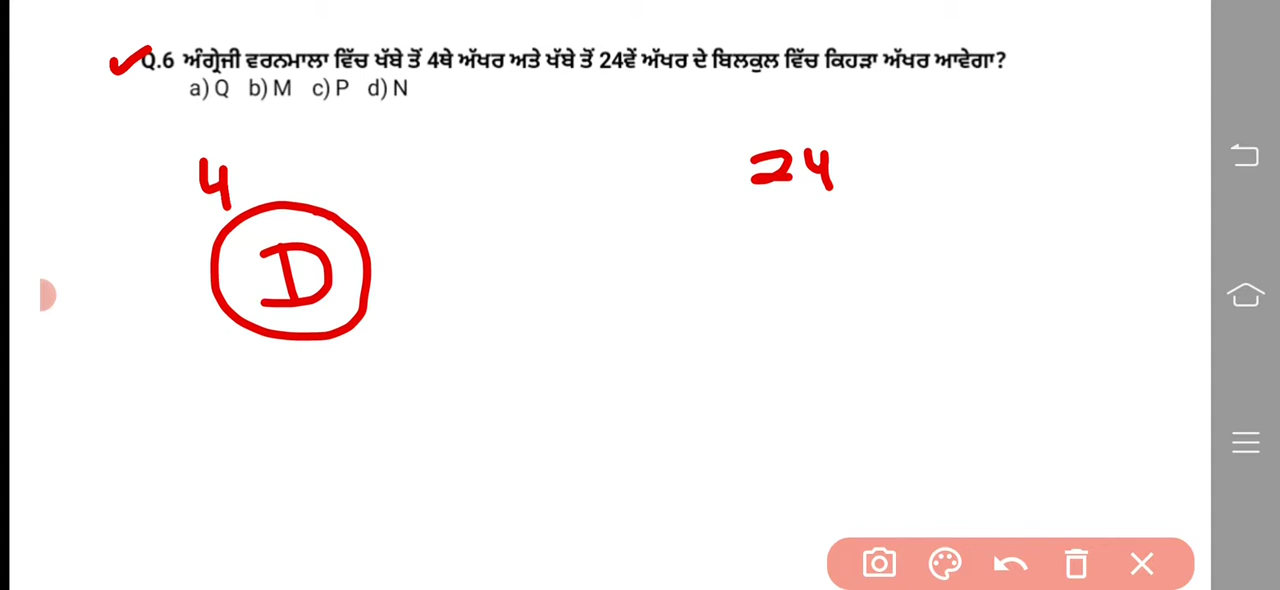 Q.6 ਅੰਗ੍ਰੇਜੀ ਵਰਨਮਾਲਾ ਵਿੱਚ ਖੱਬੇ ਤੋਂ 4ਥੇ ਅੱਖਰ ਅਤੇ ਖੱਬੇ ਤੋਂ 24ਵੇਂ ਅੱਖਰ ਦੇ ਬਿਲਕੁਲ ਵਿੱਚ ਕਿਹੜਾ ਅੱਖਰ ਆਵੇਗਾ?
a) Q b) M c) P d) N
4 24
D